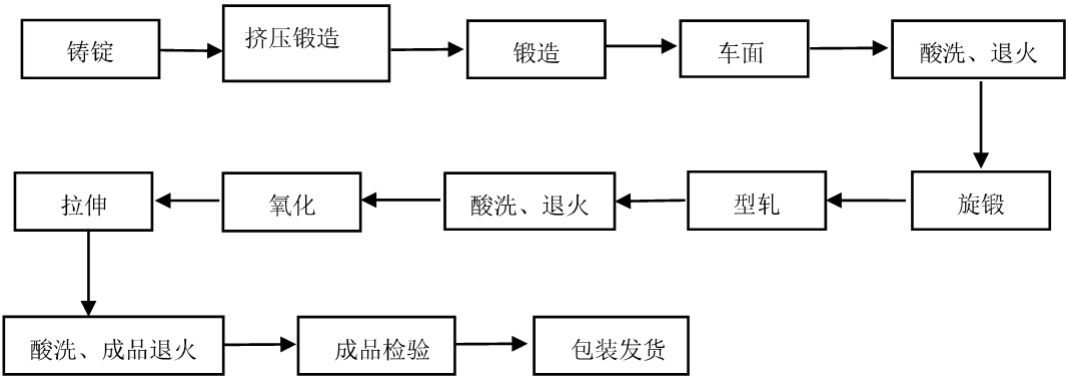 铸锭
挤压锻造
锻造
车面
酸洗、退火
旋锻
型轧
酸洗、退火
氧化
拉伸
酸洗、成品退火
成品检验
包装发货